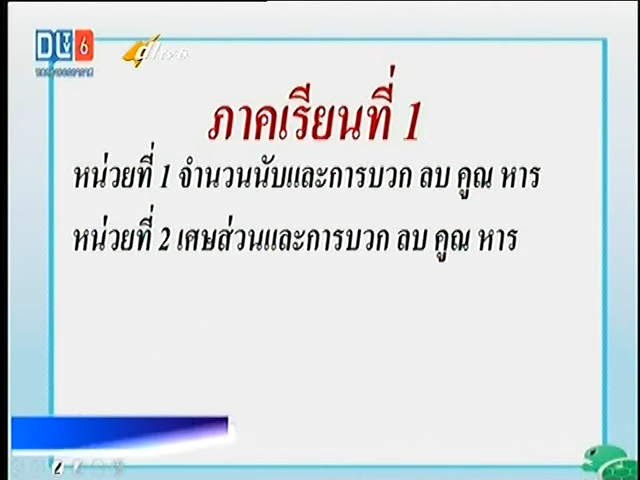 DLTV 6
dltv6
ภาคเรียนที่ 1
หน่วยที่ 1 จำนวนนับและการบวก ลบ คูณ หาร
หน่วยที่ 2 เศษส่วนและการบวก ลบ คูณ หาร